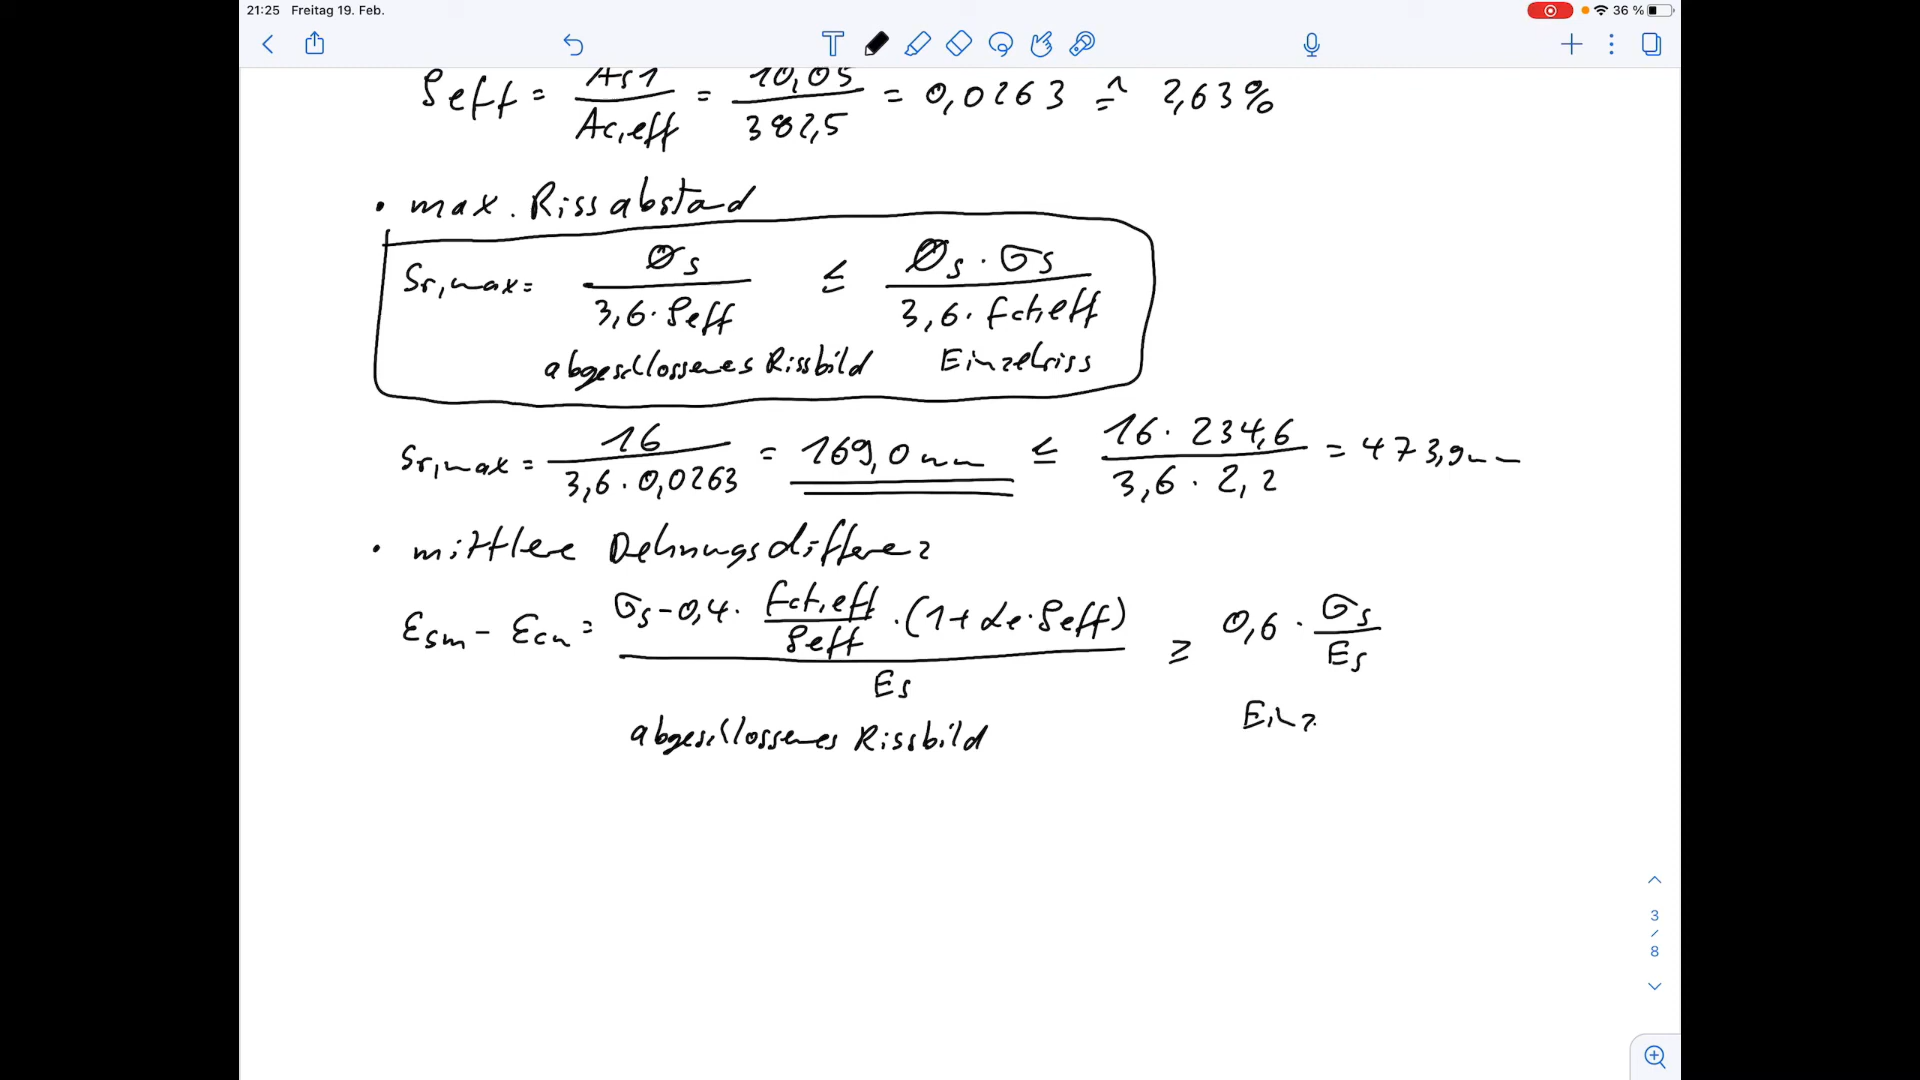 21:25 Freitag 19. Feb. 36 %
ρeff = As1 / Ac,eff = 10,05 / 382,5 = 0,0263 ≙ 2,63%
• max. Rissabstand
Sr,max = Øs / 3,6 · ρeff ≤ Øs · σs / 3,6 · fct,eff
abgeschlossenes Rissbild Einzelriss
Sr,max = 16 / 3,6 · 0,0263 = 169,0 mm ≤ 16 · 234,6 / 3,6 · 2,2 = 473,9 mm
• mittlere Dehnungsdifferenz
εsm - εcm = σs - 0,4 · fct,eff / ρeff · (1 + αe · ρeff) / Es ≥ 0,6 · σs / Es
abgeschlossenes Rissbild Einz
3
/
8